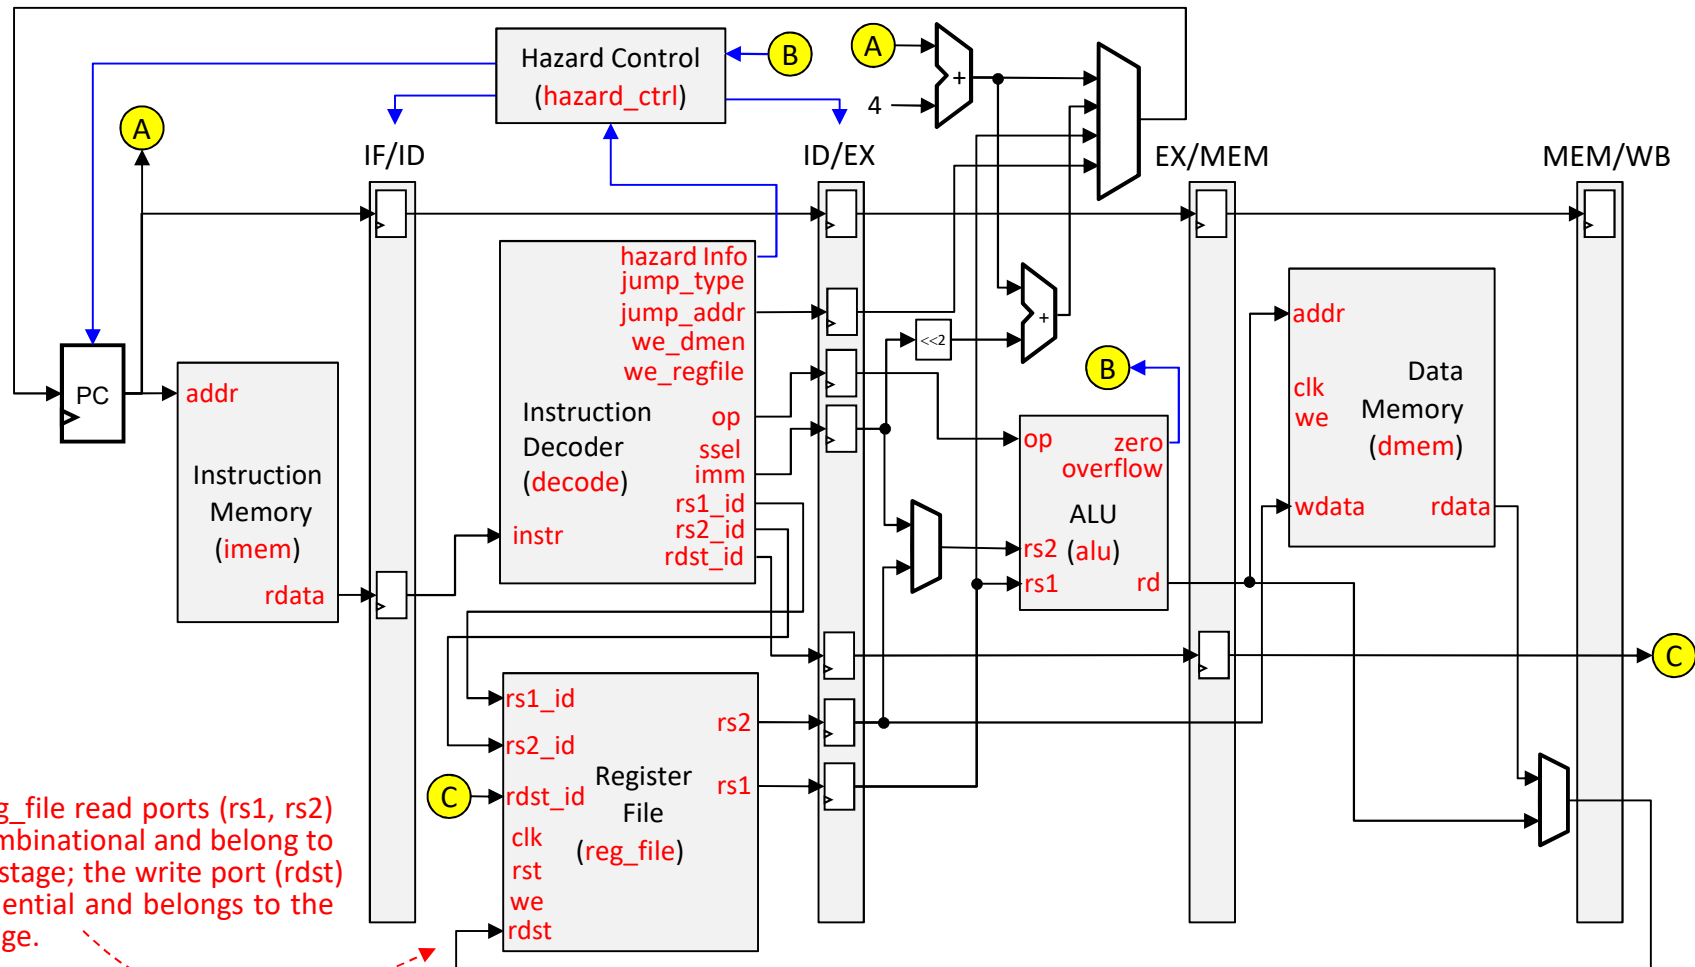 Hazard Control
(hazard_ctrl)
B
A
+
4
A
IF/ID
ID/EX
EX/MEM
MEM/WB
hazard Info
jump_type
jump_addr
we_dmen
we_regfile
op
ssel
imm
rs1_id
rs2_id
rdst_id
Instruction
Decoder
(decode)
instr
<<2
+
B
PC
addr
Instruction
Memory
(imem)
rdata
op
zero
overflow
ALU
(alu)
rs2
rs1
rd
addr
clk
we
Data
Memory
(dmem)
wdata
rdata
C
rs1_id
rs2_id
rdst_id
clk
rst
we
rdst
Register
File
(reg_file)
rs2
rs1
C
g_file read ports (rs1, rs2)
mbinational and belong to
stage; the write port (rdst)
ential and belongs to the
ge.